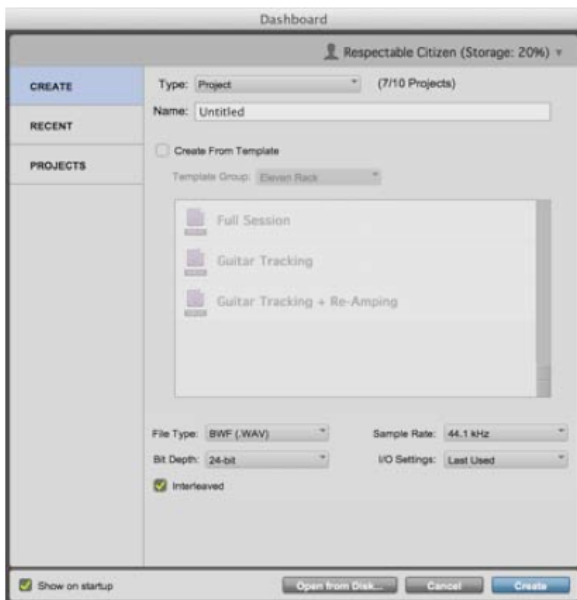 Dashboard
Respectable Citizen (Storage: 20%)
CREATE
RECENT
PROJECTS
Type: Project (7/10 Projects)
Name: Untitled
Create From Template
Template Group: Eleven Rack
Full Session
Guitar Tracking
Guitar Tracking + Re-Amping
File Type: BWF (.WAV) Sample Rate: 44.1 kHz
Bit Depth: 24-bit I/O Settings: Last Used
Interleaved
Show on startup Open from Disk... Cancel Create